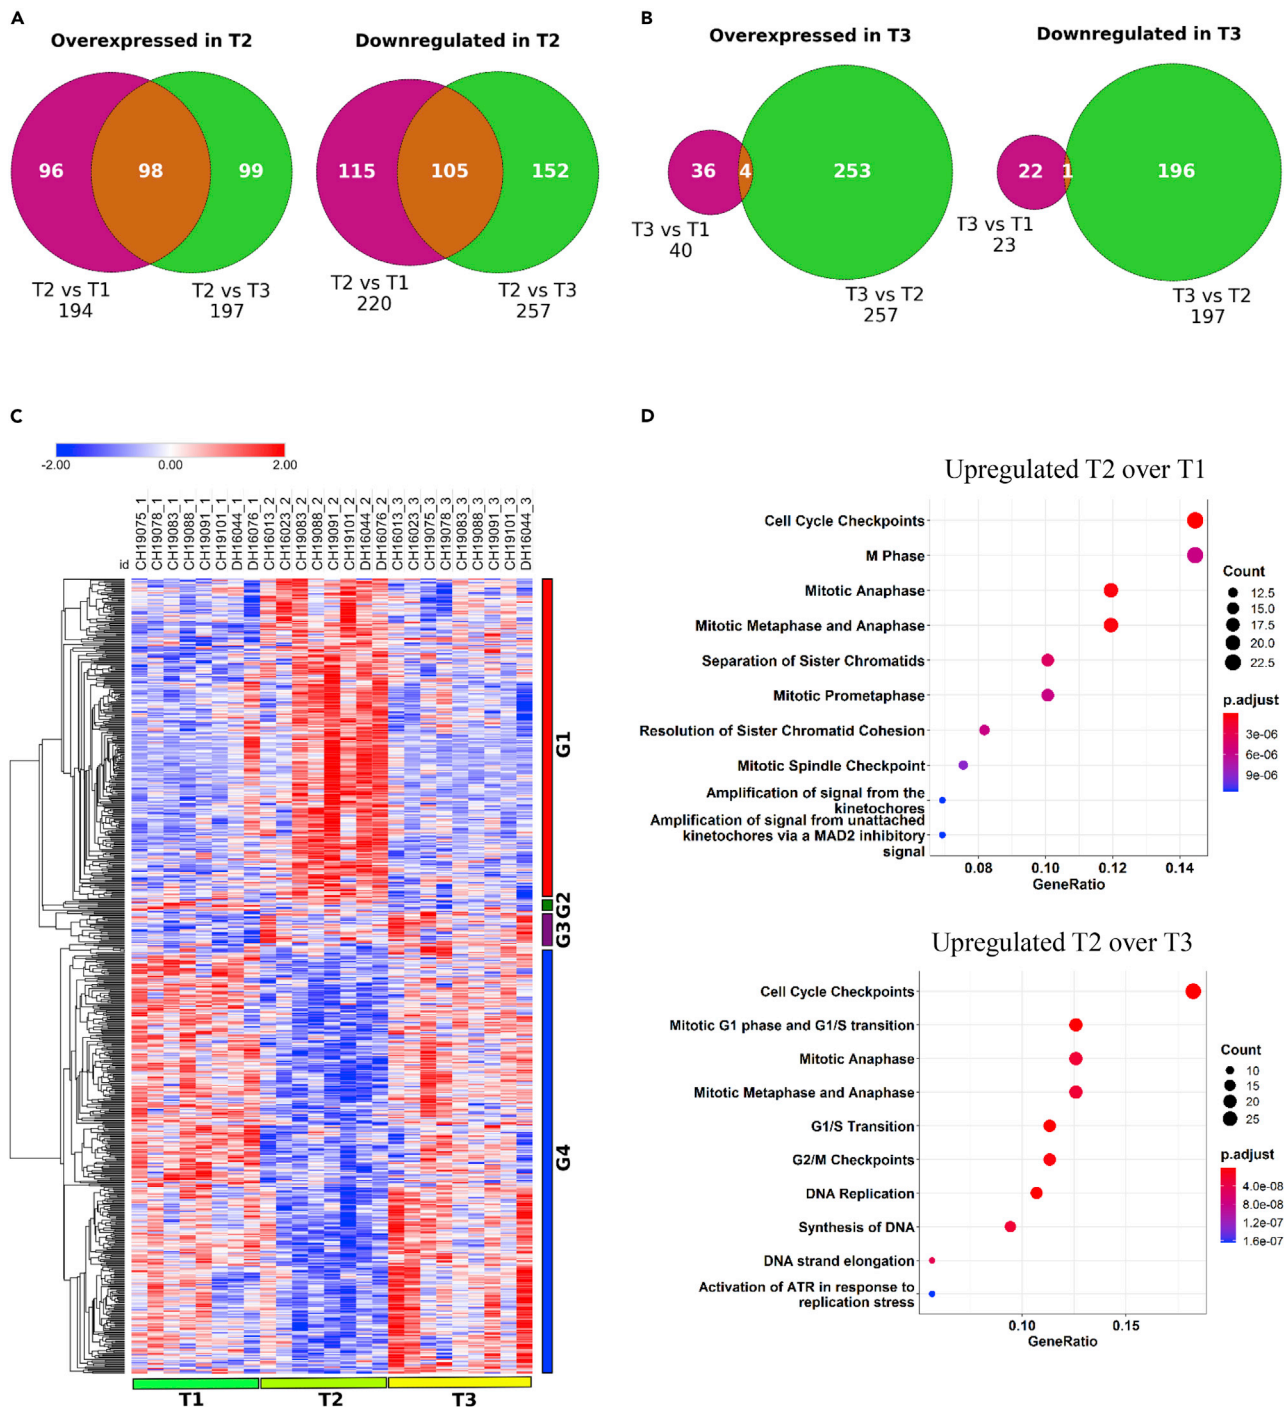 A
B
Overexpressed in T2
Downregulated in T2
Overexpressed in T3
Downregulated in T3
96
98
99
115
105
152
36
4
253
22
1
196
T2 vs T1
194
T2 vs T3
197
T2 vs T1
220
T2 vs T3
257
T3 vs T1
40
T3 vs T2
257
T3 vs T1
23
T3 vs T2
197
C
-2.00
0.00
2.00
id
CH19075_1
CH19078_1
CH19083_1
CH19088_1
CH19091_1
CH19101_1
DH16044_1
DH16076_1
CH16013_2
CH16023_2
CH19083_2
CH19088_2
CH19091_2
CH19101_2
DH16044_2
DH16076_2
CH16013_3
CH16023_3
CH19075_3
CH19078_3
CH19083_3
CH19088_3
CH19091_3
CH19101_3
DH16044_3
G1
G2
G3
G4
T1
T2
T3
D
Upregulated T2 over T1
Cell Cycle Checkpoints
M Phase
Mitotic Anaphase
Mitotic Metaphase and Anaphase
Separation of Sister Chromatids
Mitotic Prometaphase
Resolution of Sister Chromatid Cohesion
Mitotic Spindle Checkpoint
Amplification of signal from the
kinetochores
Amplification of signal from unattached
kinetochores via a MAD2 inhibitory
signal
0.08
0.10
0.12
0.14
GeneRatio
Count
12.5
15.0
17.5
20.0
22.5
p.adjust
3e-06
6e-06
9e-06
Upregulated T2 over T3
Cell Cycle Checkpoints
Mitotic G1 phase and G1/S transition
Mitotic Anaphase
Mitotic Metaphase and Anaphase
G1/S Transition
G2/M Checkpoints
DNA Replication
Synthesis of DNA
DNA strand elongation
Activation of ATR in response to
replication stress
0.10
0.15
GeneRatio
Count
10
15
20
25
p.adjust
4.0e-08
8.0e-08
1.2e-07
1.6e-07